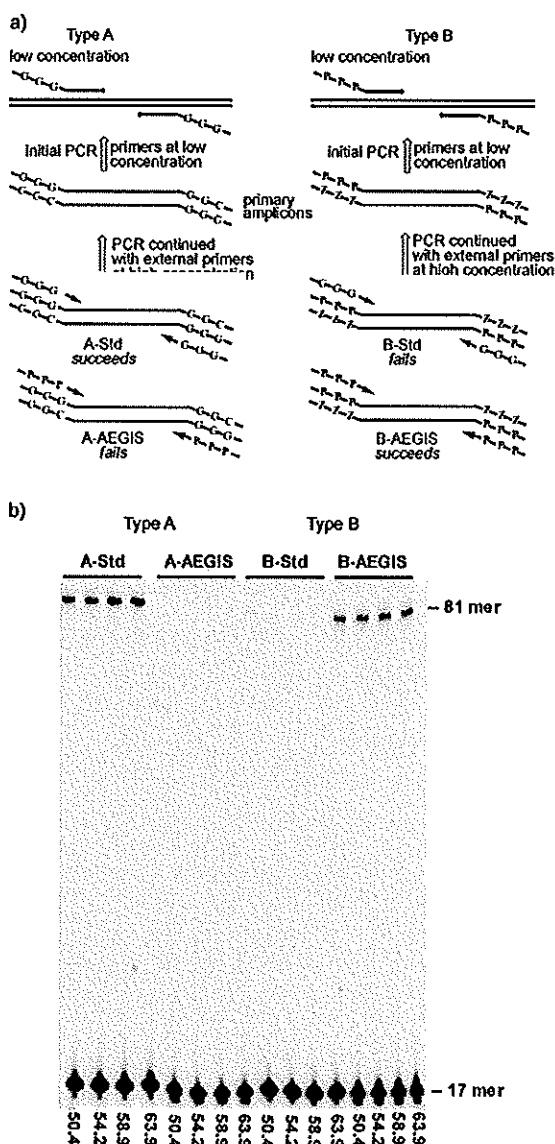 a)
Type A
low concentration
G G G
G G G
initial PCR
primers at low
concentration
G G G
G G C
G G C
G G G
primary
amplicons
PCR continued
with external primers
G G G
G G G
G G C
A-Std
succeeds
G G C
G G G
G G G
P P P
G G G
G G C
A-AEGIS
fails
G G C
G G G
P P P
Type B
low concentration
P P P
P P P
initial PCR
primers at low
concentration
P P P
Z Z Z
Z Z Z
P P P
PCR continued
with external primers
at high concentration
G G G
P P P
Z Z Z
B-Std
fails
Z Z Z
P P P
G G G
P P P
P P P
Z Z Z
B-AEGIS
succeeds
Z Z Z
P P P
P P P
b)
Type A
Type B
A-Std A-AEGIS B-Std B-AEGIS
81 mer
17 mer
50.4 54.2 58.9 63.9 50.4 54.2 58.9 63.9 50.4 54.2 58.9 63.9 50.4 54.2 58.9 63.9